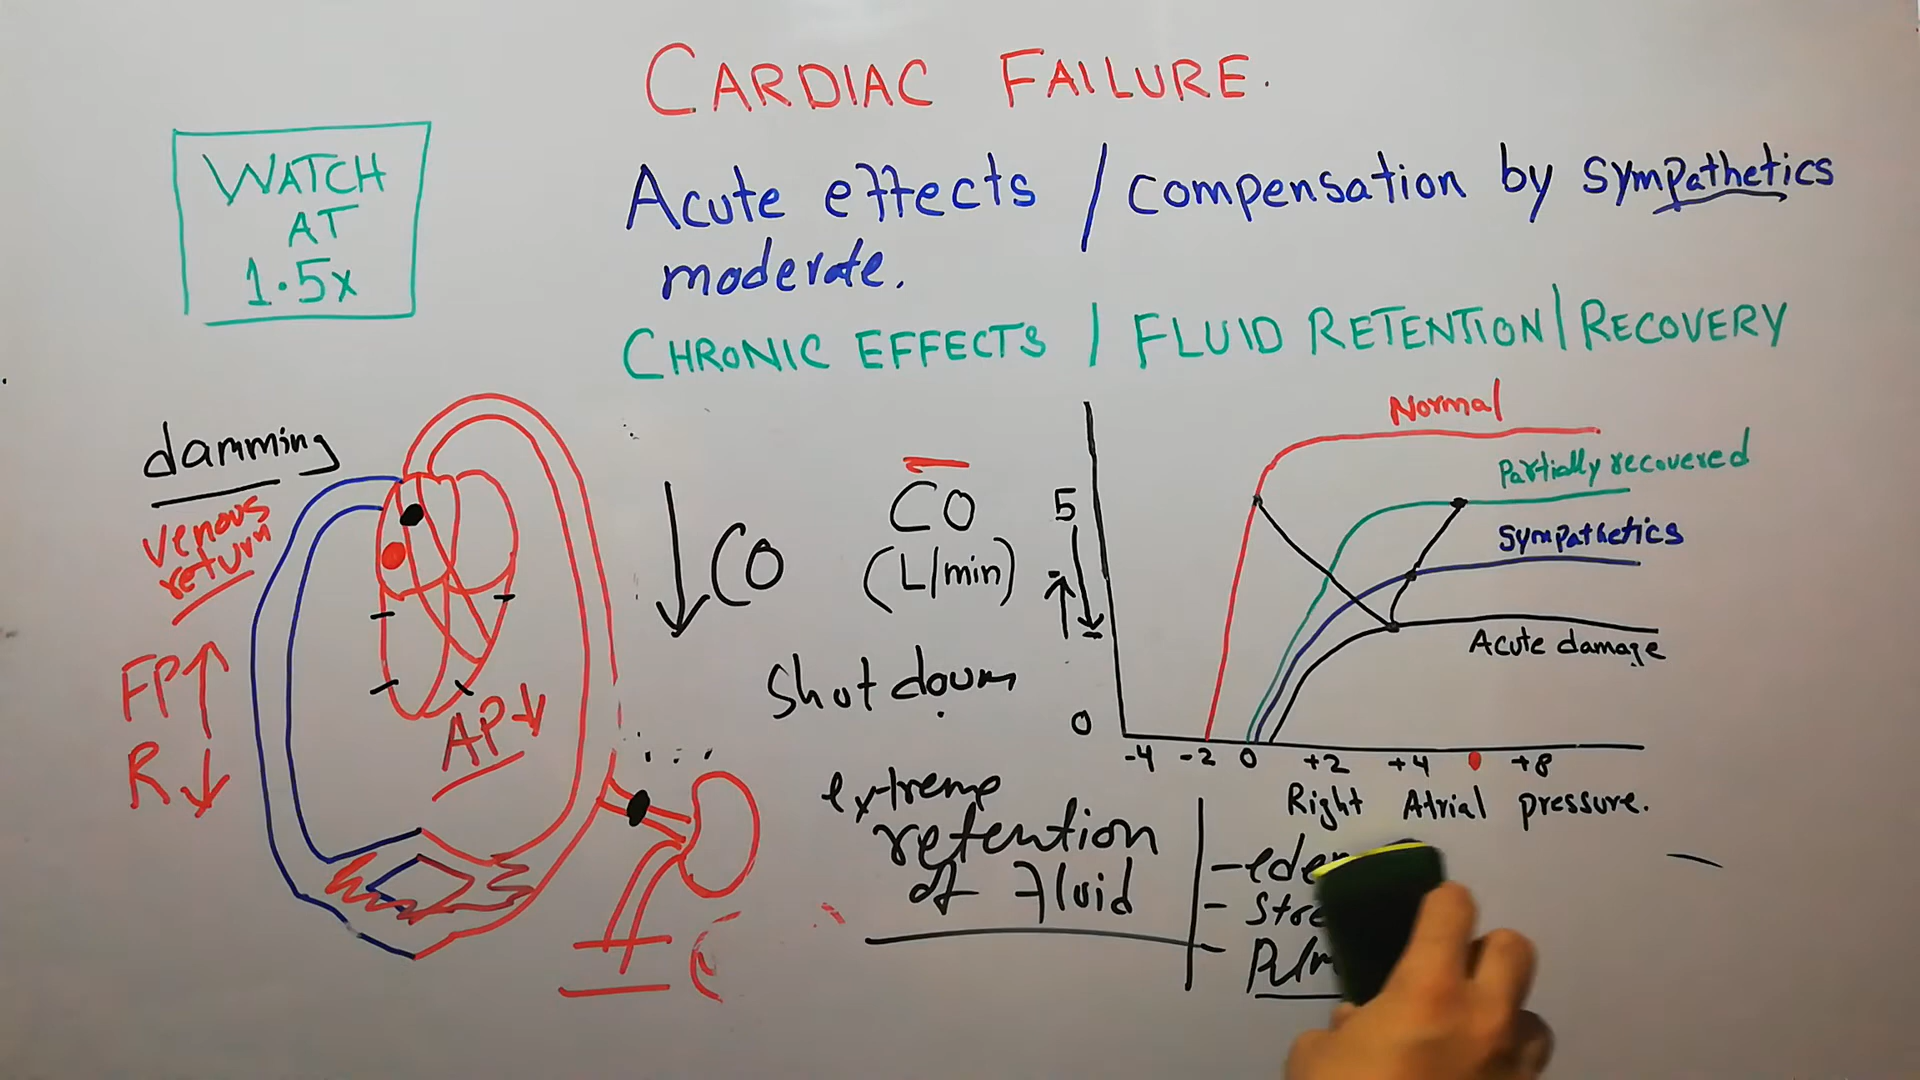 CARDIAC FAILURE.
WATCH
AT
1.5x
Acute effects / compensation by sympathetics
moderate.
CHRONIC EFFECTS / FLUID RETENTION / RECOVERY
damming
venous
return
FP↑
R↓
AP↓
↓CO
CO
(L/min)
Shut down
extreme
retention
of fluid
Normal
Partially recovered
Sympathetics
Acute damage
5
0
-4 -2 0 +2 +4 +8
Right Atrial pressure.